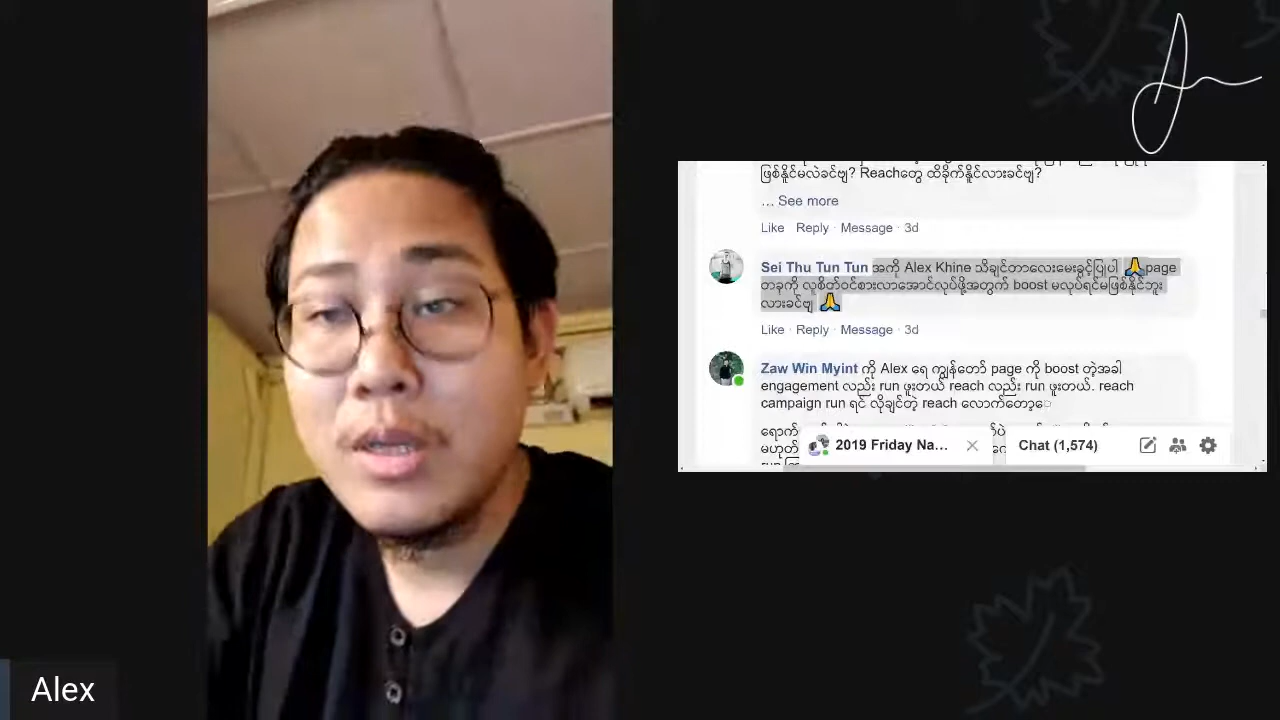 ဖြစ်နိုင်မလဲခင်ဗျ? Reachတွေ ထိခိုက်နိူင်လားခင်ဗျ?
... See more
Like Reply · Message · 3d
Sei Thu Tun Tun အကို Alex Khine သိချင်တာလေးမေးခွင့်ပြုပါ 🙏 page
တခုကို လူစိတ်ဝင်စားလာအောင်လုပ်ဖို့အတွက် boost မလုပ်ရင်မဖြစ်နိုင်ဘူး
လားခင်ဗျ 🙏
Like · Reply · Message · 3d
Zaw Win Myint ကို Alex ရေ ကျွန်တော် page ကို boost တဲ့အခါ
engagement လည်း run ဖူးတယ် reach လည်း run ဖူးတယ်. reach
campaign run ရင် လိုချင်တဲ့ reach လောက်တော့
ရောက်
2019 Friday Na...
Chat (1,574)
မဟုတ်
Alex